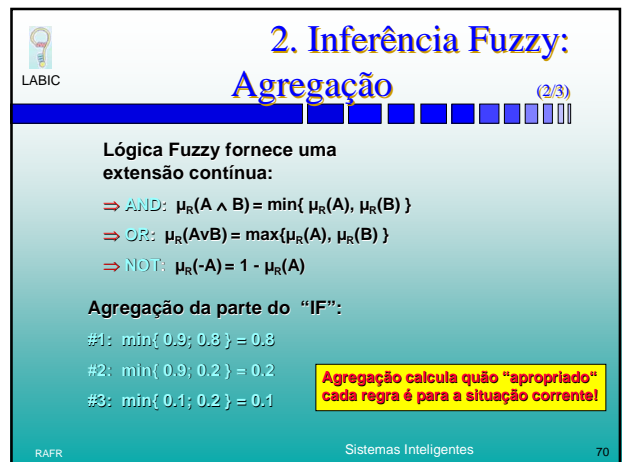 LABIC
2. Inferência Fuzzy:
Agregação
(2/3)
Lógica Fuzzy fornece uma
extensão contínua:
⇒ AND: μR(A ∧ B) = min{ μR(A), μR(B) }
⇒ OR: μR(AvB) = max{μR(A), μR(B) }
⇒ NOT: μR(-A) = 1 - μR(A)
Agregação da parte do “IF”:
#1: min{ 0.9; 0.8 } = 0.8
#2: min{ 0.9; 0.2 } = 0.2
#3: min{ 0.1; 0.2 } = 0.1
Agregação calcula quão “apropriado“
cada regra é para a situação corrente!
RAFR
Sistemas Inteligentes
70